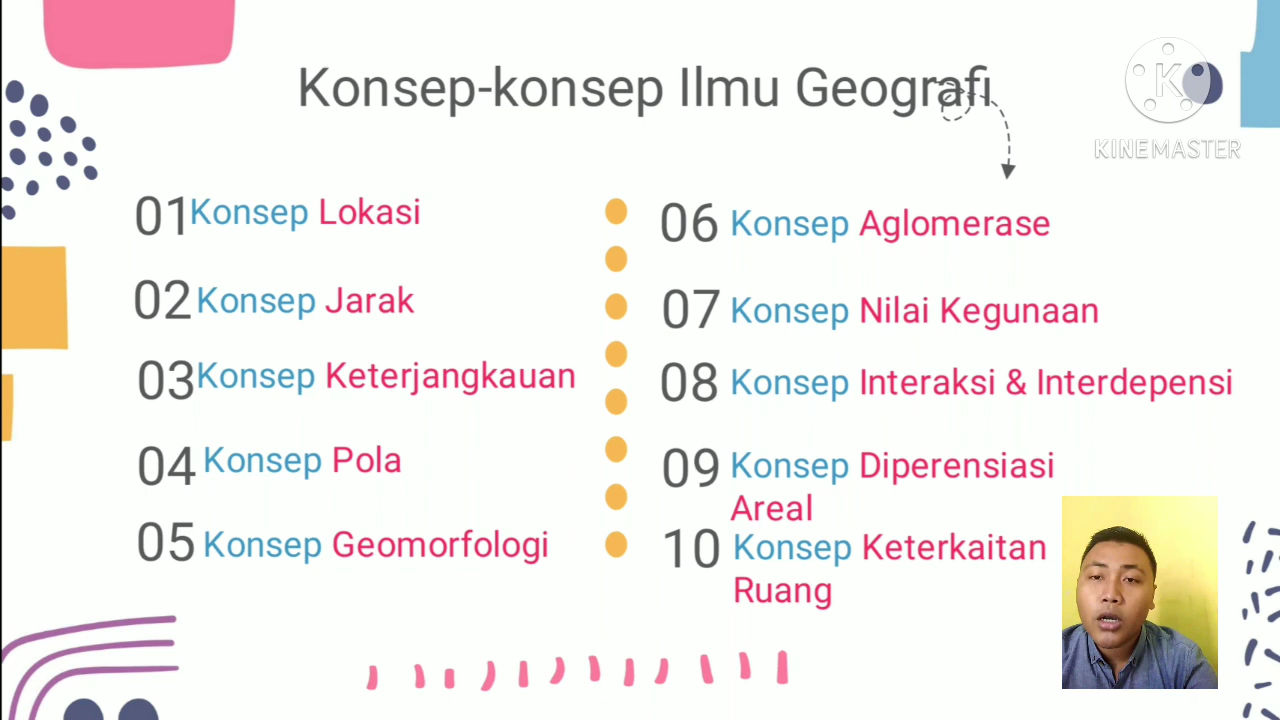 Konsep-konsep Ilmu Geografi
K
KINEMASTER
01 Konsep Lokasi
02 Konsep Jarak
03 Konsep Keterjangkauan
04 Konsep Pola
05 Konsep Geomorfologi
06 Konsep Aglomerase
07 Konsep Nilai Kegunaan
08 Konsep Interaksi & Interdepensi
09 Konsep Diperensiasi
Areal
10 Konsep Keterkaitan
Ruang